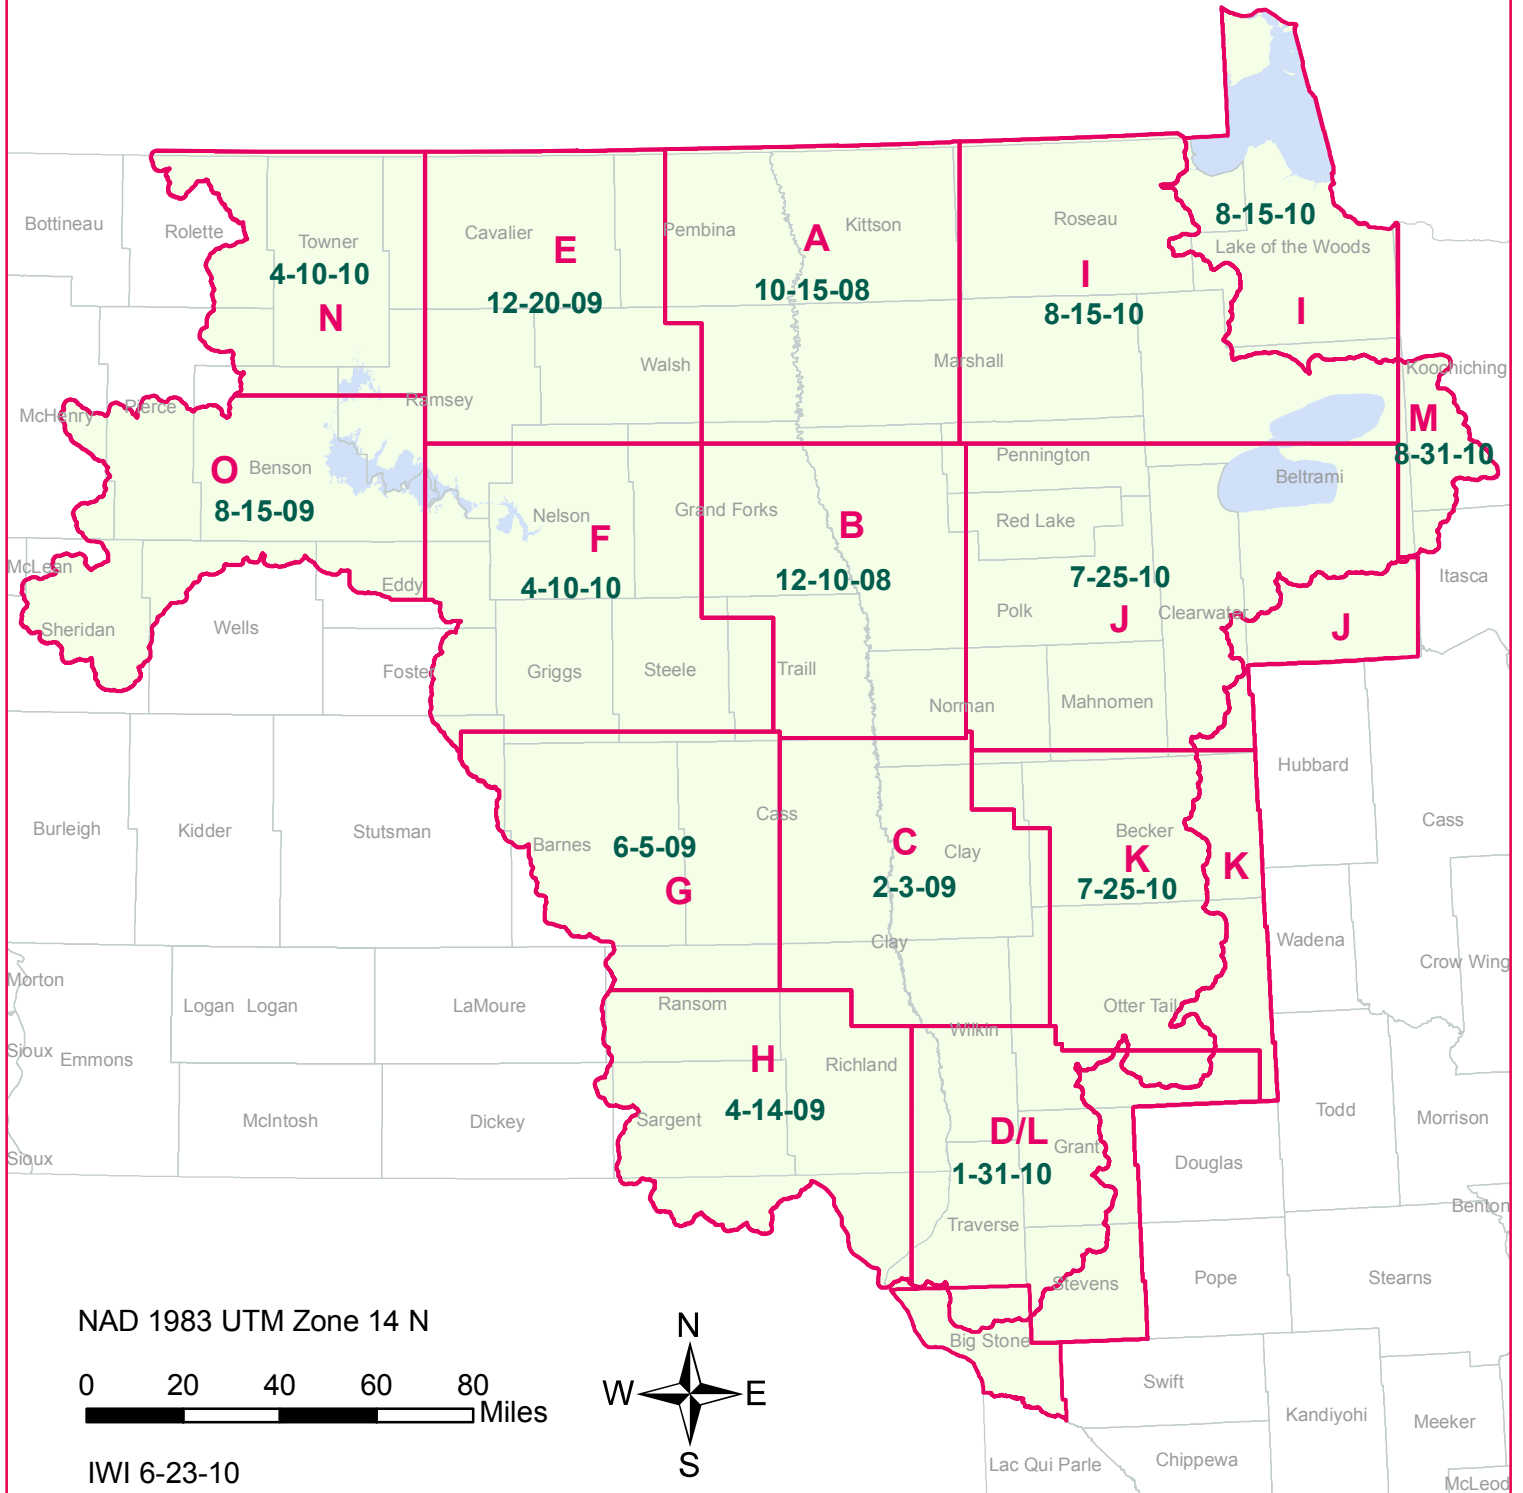 Bottineau
Rolette
Towner
4-10-10
N
Cavalier
E
12-20-09
Pembina
A
Kittson
10-15-08
Roseau
I
8-15-10
8-15-10
Lake of the Woods
I
Walsh
Marshall
Koochiching
McHenry
Pierce
Ramsey
M
8-31-10
O
Benson
8-15-09
Nelson
F
4-10-10
Grand Forks
B
12-10-08
Pennington
Red Lake
Beltrami
7-25-10
Polk
J
Clearwater
J
Itasca
McLean
Eddy
Sheridan
Wells
Foster
Griggs
Steele
Traill
Norman
Mahnomen
Hubbard
Burleigh
Kidder
Stutsman
Barnes
6-5-09
G
Cass
C
Clay
2-3-09
Becker
K
7-25-10
K
Cass
Clay
Wadena
Crow Wing
Morton
Logan Logan
LaMoure
Ransom
Otter Tail
Wilkin
Sioux
Emmons
H
Richland
4-14-09
McIntosh
Dickey
Sargent
D/L
Grant
1-31-10
Todd
Morrison
Sioux
Douglas
Benton
Traverse
Stevens
Pope
Stearns
Big Stone
Swift
Kandiyohi
Meeker
Lac Qui Parle
Chippewa
McLeod
NAD 1983 UTM Zone 14 N
0 20 40 60 80
Miles
N
W E
S
IWI 6-23-10